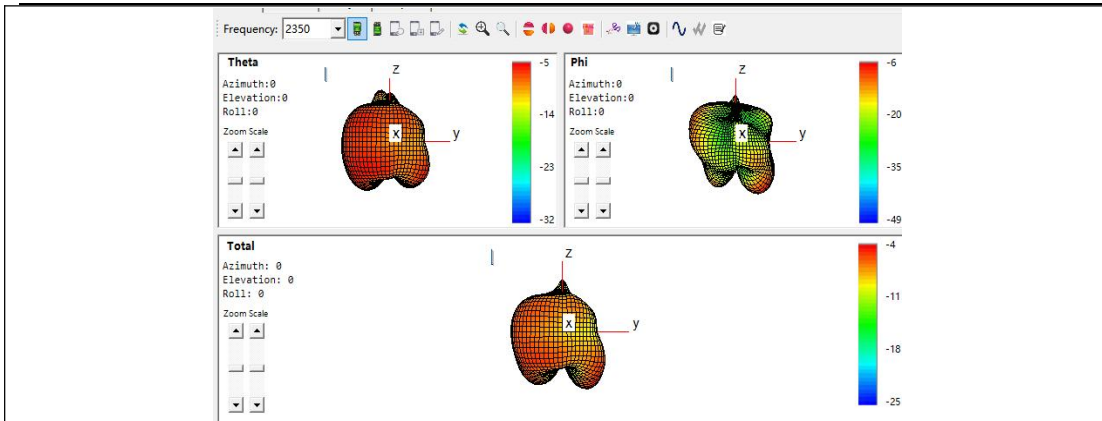 Frequency: 2350
Theta
Azimuth:0
Elevation:0
Roll:0
Zoom Scale
z
x
y
-5
-14
-23
-32
Phi
Azimuth:0
Elevation:0
Roll:0
Zoom Scale
z
x
y
-6
-20
-35
-49
Total
Azimuth: 0
Elevation: 0
Roll: 0
Zoom Scale
z
x
y
-4
-11
-18
-25